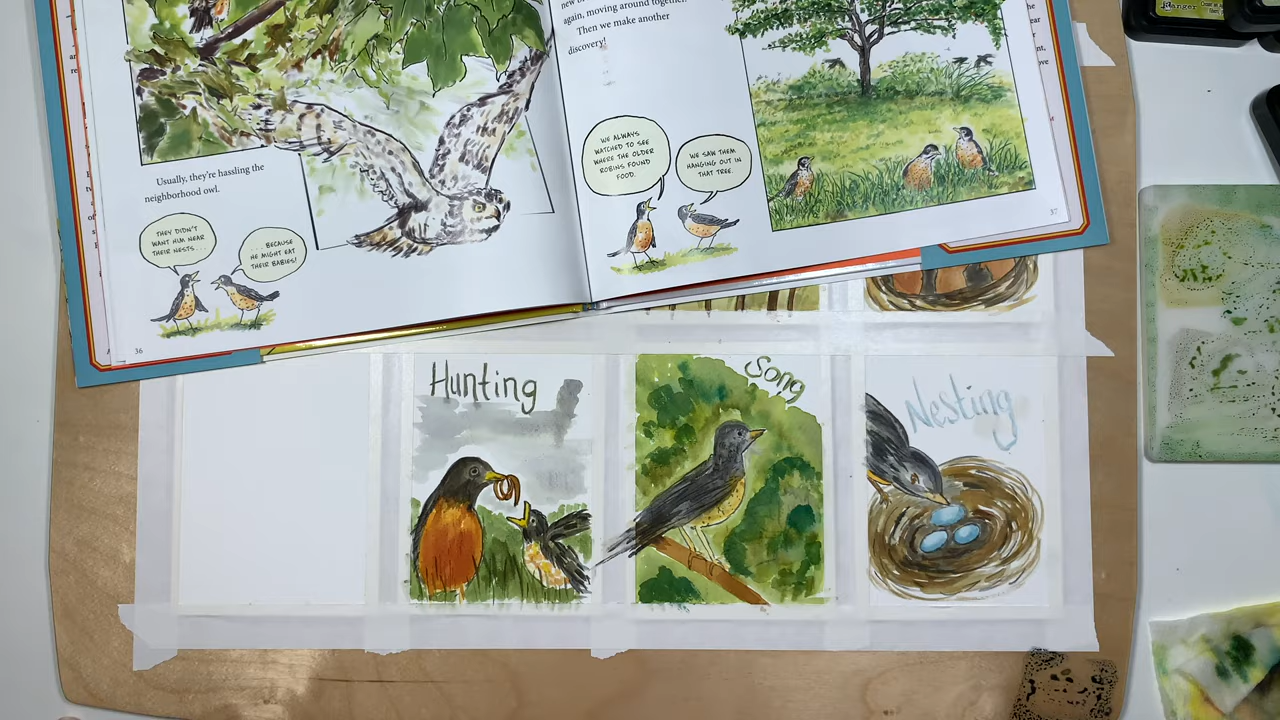 again, moving around together.
Then we make another
discovery!
WE ALWAYS
WATCHED TO SEE
WHERE THE OLDER
ROBINS FOUND
FOOD.
WE SAW THEM
HANGING OUT IN
THAT TREE.
37
Usually, they're hassling the
neighborhood owl.
THEY DIDN'T
WANT HIM NEAR
THEIR NESTS...
...BECAUSE
HE MIGHT EAT
THEIR BABIES!
36
Hunting
Song
Nesting
Ranger